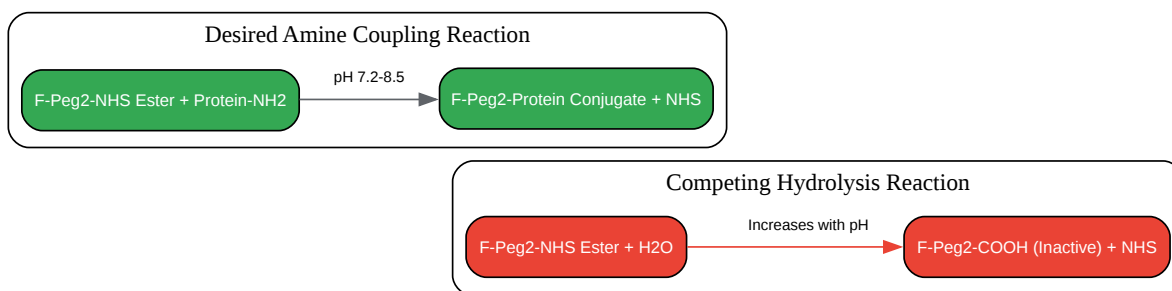 Desired Amine Coupling Reaction
F-Peg2-NHS Ester + Protein-NH2
pH 7.2-8.5
F-Peg2-Protein Conjugate + NHS
Competing Hydrolysis Reaction
F-Peg2-NHS Ester + H2O
Increases with pH
F-Peg2-COOH (Inactive) + NHS